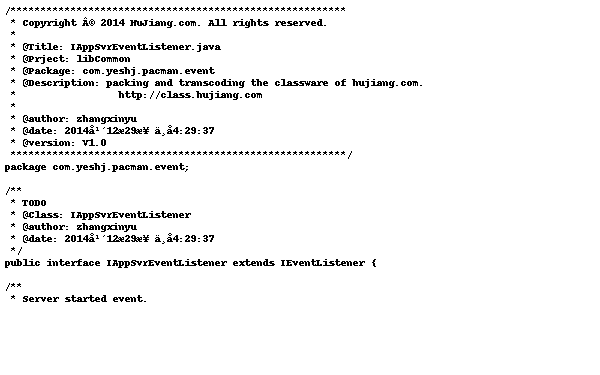 /********************************************************
 * Copyright Â© 2014 HuJiang.com. All rights reserved.
 *
 * @Title: IAppSvrEventListener.java
 * @Prject: libCommon
 * @Package: com.yeshj.pacman.event
 * @Description: packing and transcoding the classware of hujiang.com.
 *                 http://class.hujiang.com
 *
 * @author: zhangxinyu
 * @date: 2014å¹´12æ29æ¥ ä¸å4:29:37
 * @version: V1.0
 ********************************************************/
package com.yeshj.pacman.event;

/**
 * TODO
 * @Class: IAppSvrEventListener
 * @author: zhangxinyu
 * @date: 2014å¹´12æ29æ¥ ä¸å4:29:37
 */
public interface IAppSvrEventListener extends IEventListener {

/**
 * Server started event.